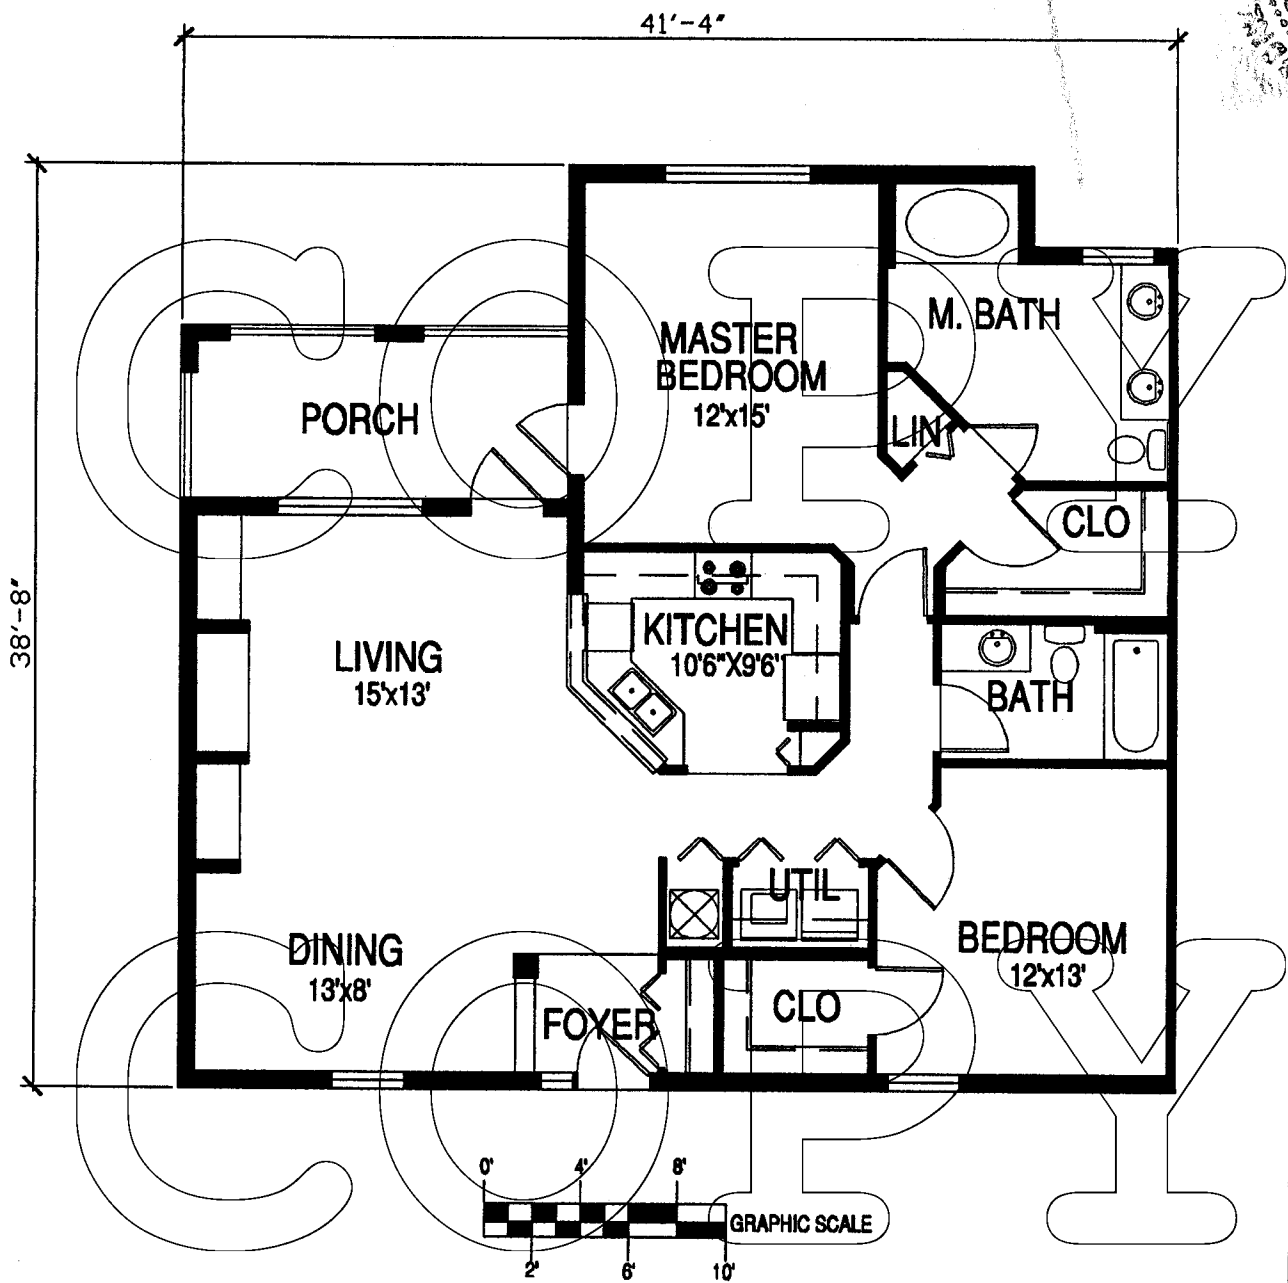 41'-4"
38'-8"
M. BATH
MASTER
BEDROOM
12'x15'
PORCH
LIN
CLO
KITCHEN
10'6"X9'6"
LIVING
15'x13'
BATH
UTIL
DINING
13'x8'
BEDROOM
12'x13'
FOYER
CLO
COPY
COPY
0' 4' 8'
GRAPHIC SCALE
2' 6' 10'